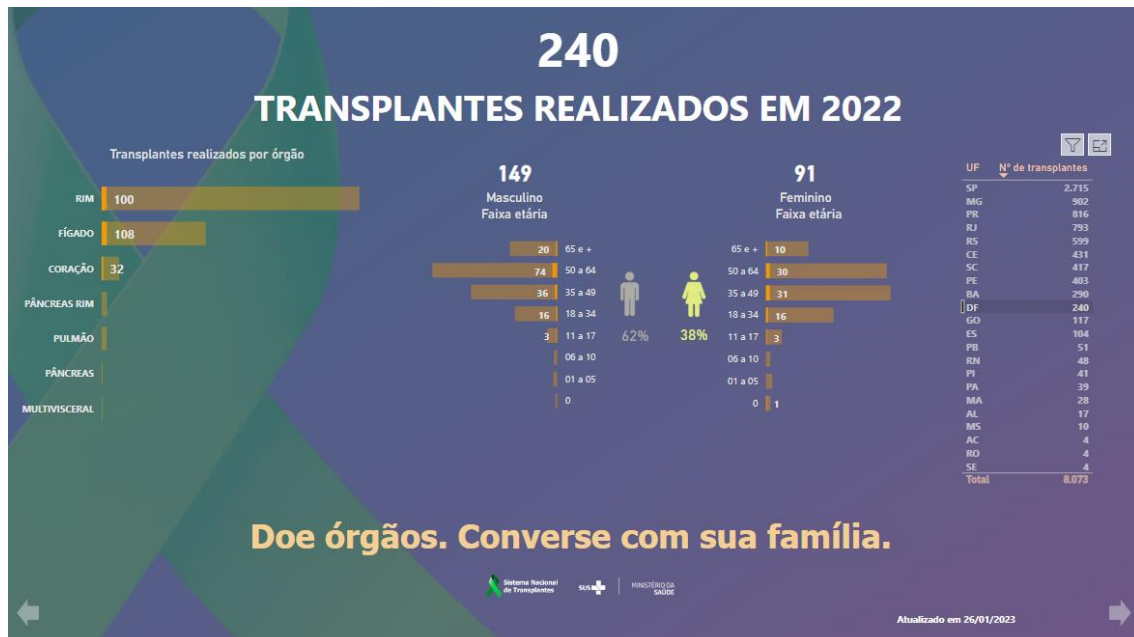 240
TRANSPLANTES REALIZADOS EM 2022
Transplantes realizados por órgão
RIM 100
FÍGADO 108
CORAÇÃO 32
PÂNCREAS RIM
PULMÃO
PÂNCREAS
MULTIVISCERAL
149
Masculino
Faixa etária
20 65 e +
74 50 a 64
36 35 a 49
16 18 a 34
3 11 a 17
06 a 10
01 a 05
0
62%
38%
91
Feminino
Faixa etária
65 e + 10
50 a 64 30
35 a 49 31
18 a 34 16
11 a 17 3
06 a 10
01 a 05
0 1
UF Nº de transplantes
SP 2.715
MG 902
PR 816
RJ 793
RS 599
CE 431
SC 417
PE 403
BA 290
DF 240
GO 117
ES 104
PB 51
RN 48
PI 41
PA 39
MA 28
AL 17
MS 10
AC 4
RO 4
SE 4
Total 8.073
Doe órgãos. Converse com sua família.
Sistema Nacional
de Transplantes
SUS
MINISTÉRIO DA
SAÚDE
Atualizado em 26/01/2023